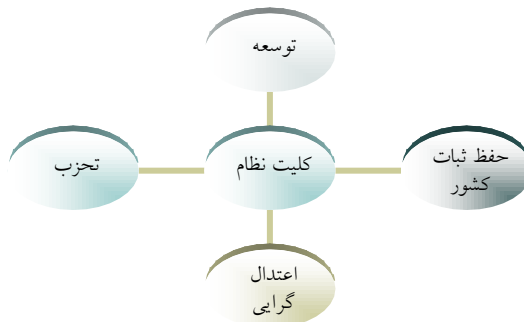 توسعه
حفظ ثبات
کشور
کلیت نظام
تحزب
اعتدال
گرایی